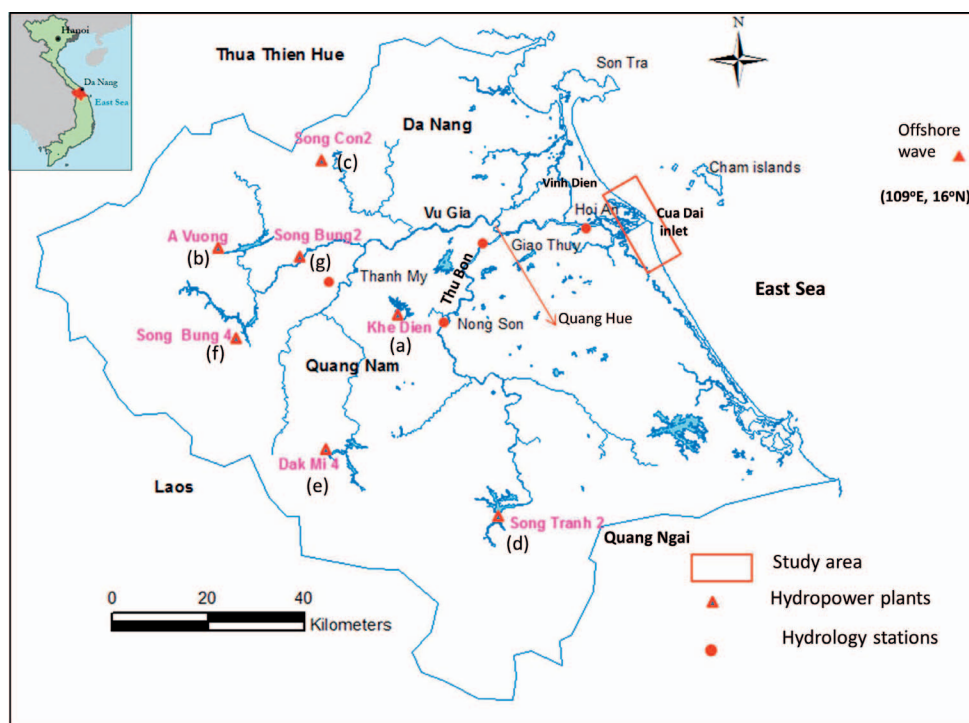 Hanoi
Da Nang
East Sea
Thua Thien Hue
N
Son Tra
Da Nang
Offshore
wave
Song Con2
(c)
Cham islands
(109ºE, 16ºN)
Vinh Dien
Vu Gia
Hoi An
Cua Dai
inlet
A Vuong
(b)
Song Bung2
(g)
Giao Thuy
Thanh My
Thu Bon
East Sea
Khe Dien
(a)
Nong Son
Quang Hue
Song Bung 4
(f)
Quang Nam
Dak Mi 4
(e)
Laos
Song Tranh 2
(d)
Quang Ngai
Study area
Hydropower plants
Hydrology stations
0 20 40
Kilometers